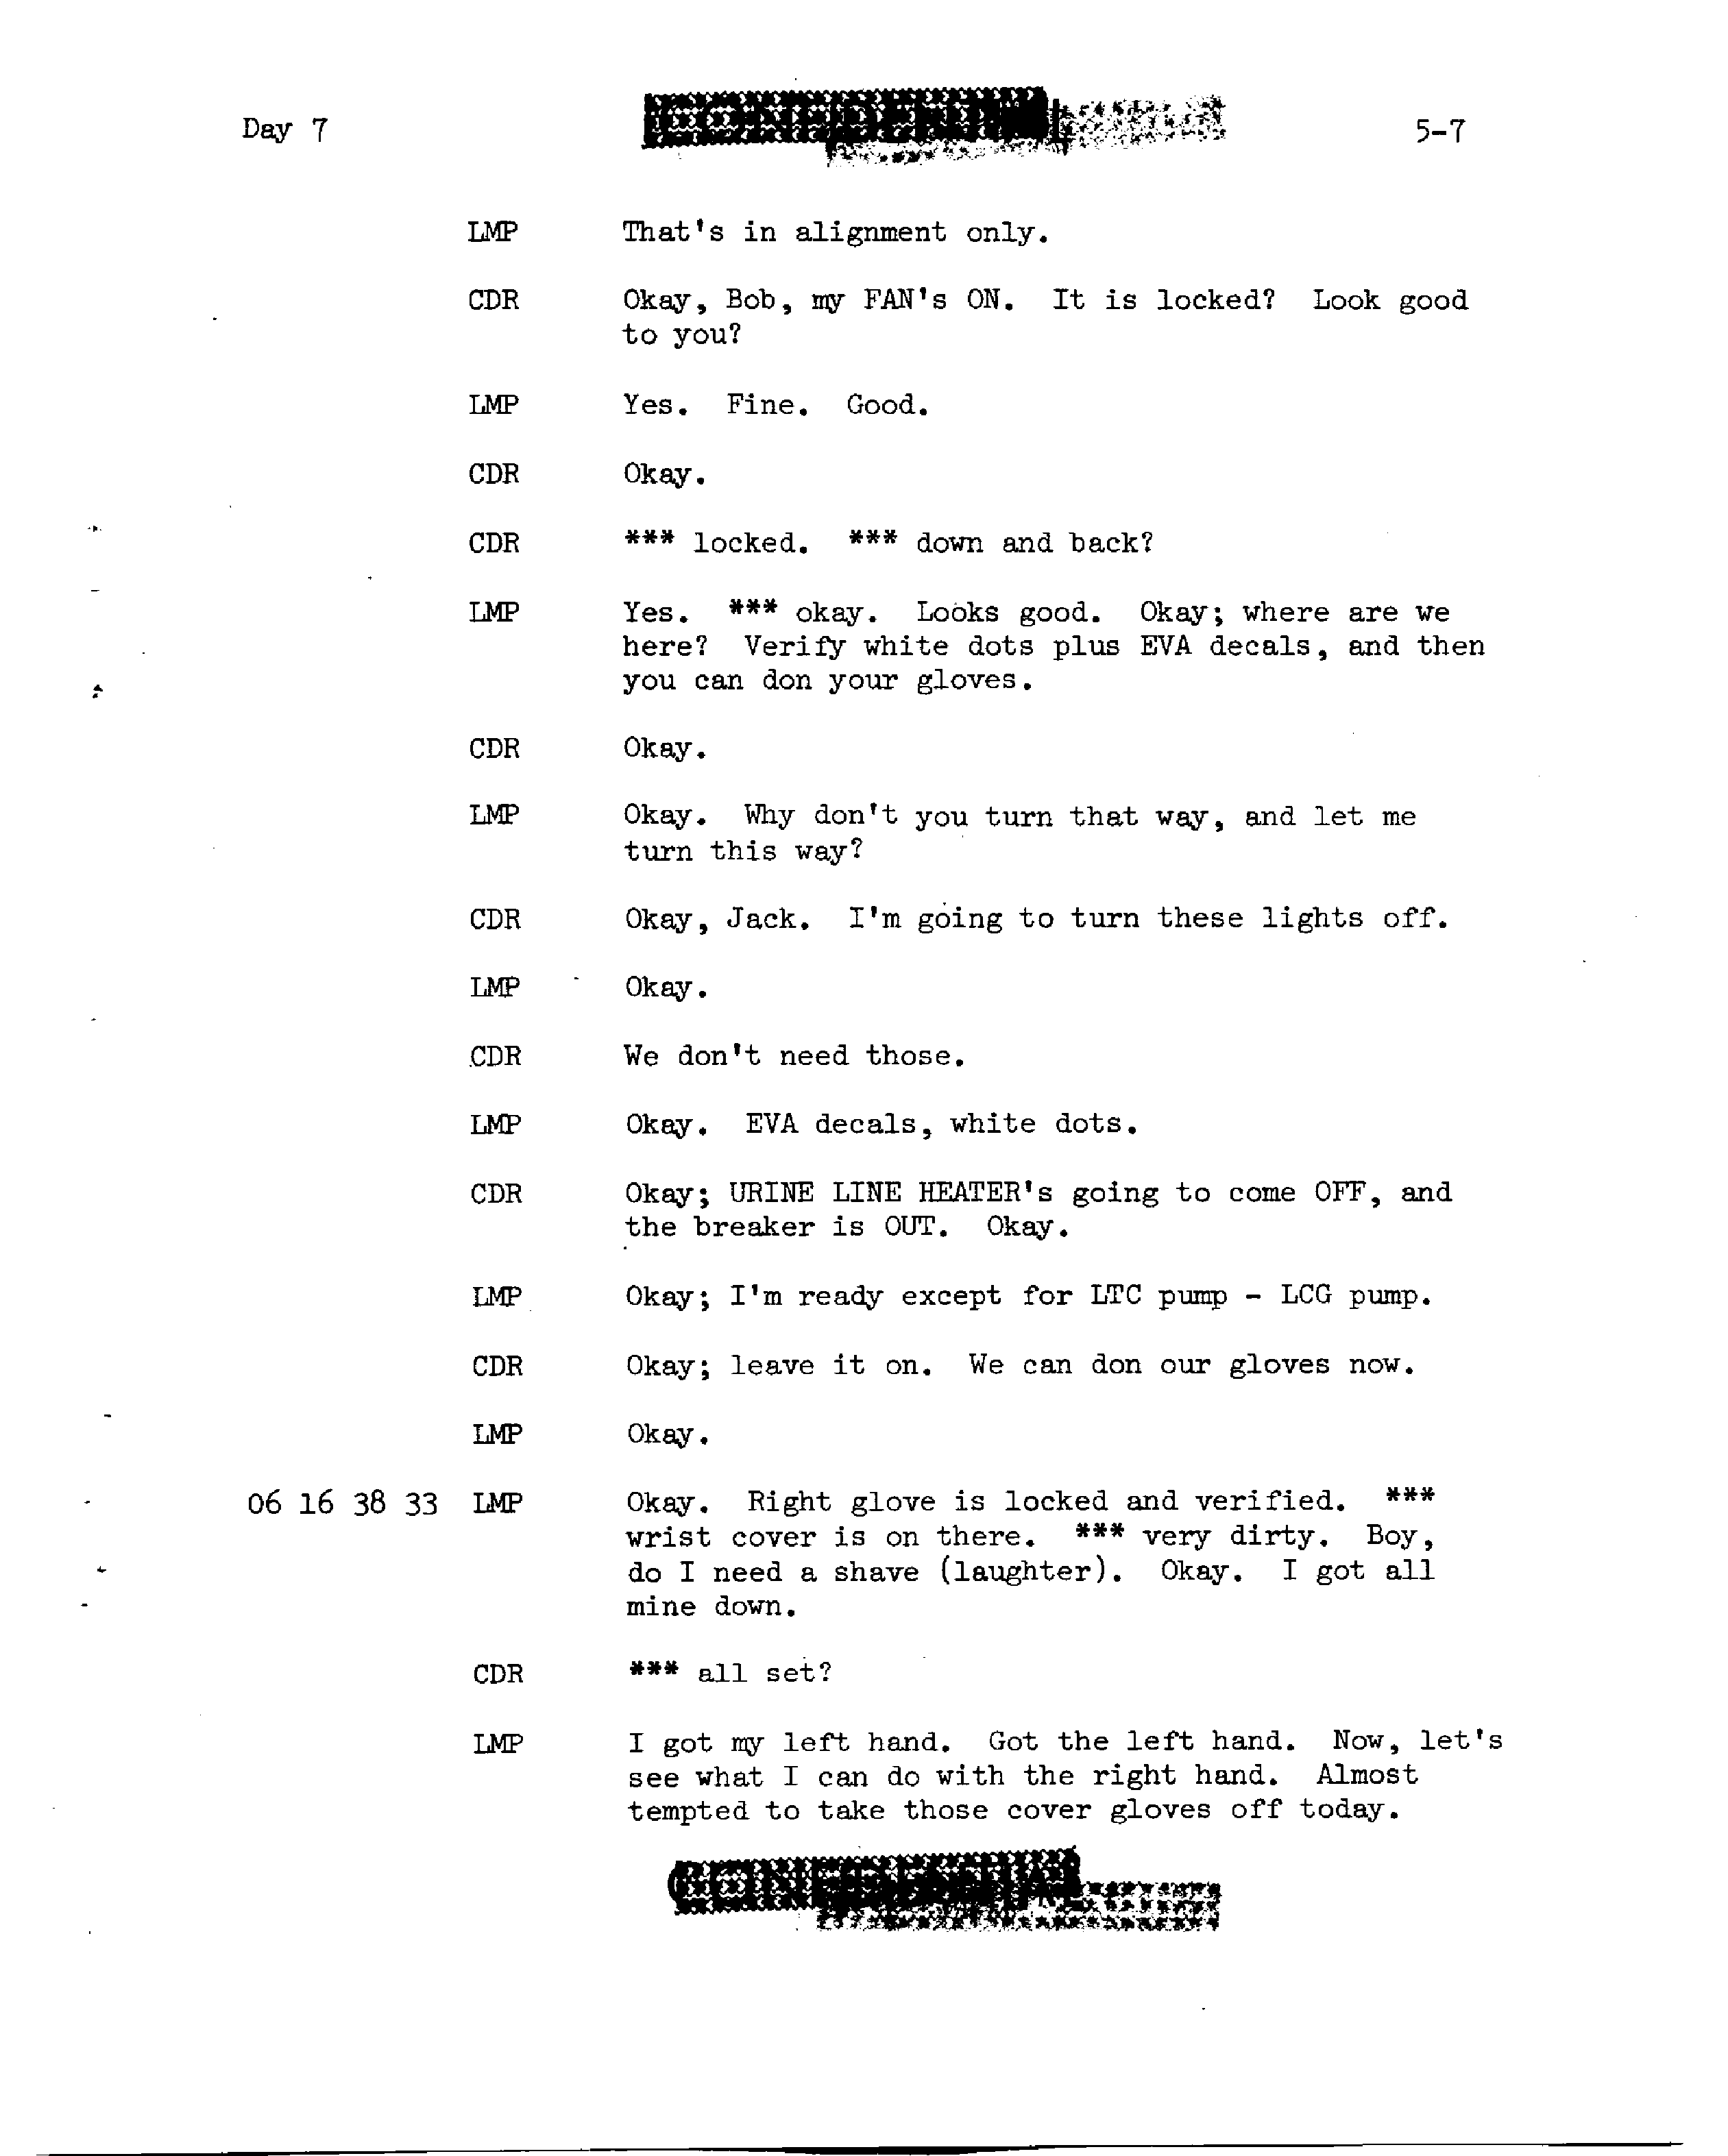 Day 7
5-7
LMP That's in alignment only.
CDR Okay, Bob, my FAN's ON. It is locked? Look good
to you?
LMP Yes. Fine. Good.
CDR Okay.
CDR *** locked. *** down and back?
LMP Yes. *** okay. Looks good. Okay; where are we
here? Verify white dots plus EVA decals, and then
you can don your gloves.
CDR Okay.
LMP Okay. Why don't you turn that way, and let me
turn this way?
CDR Okay, Jack. I'm going to turn these lights off.
LMP Okay.
CDR We don't need those.
LMP Okay. EVA decals, white dots.
CDR Okay; URINE LINE HEATER's going to come OFF, and
the breaker is OUT. Okay.
LMP Okay; I'm ready except for LTC pump - LCG pump.
CDR Okay; leave it on. We can don our gloves now.
LMP Okay.
06 16 38 33 LMP Okay. Right glove is locked and verified. ***
wrist cover is on there. *** very dirty. Boy,
do I need a shave (laughter). Okay. I got all
mine down.
CDR *** all set?
LMP I got my left hand. Got the left hand. Now, let's
see what I can do with the right hand. Almost
tempted to take those cover gloves off today.